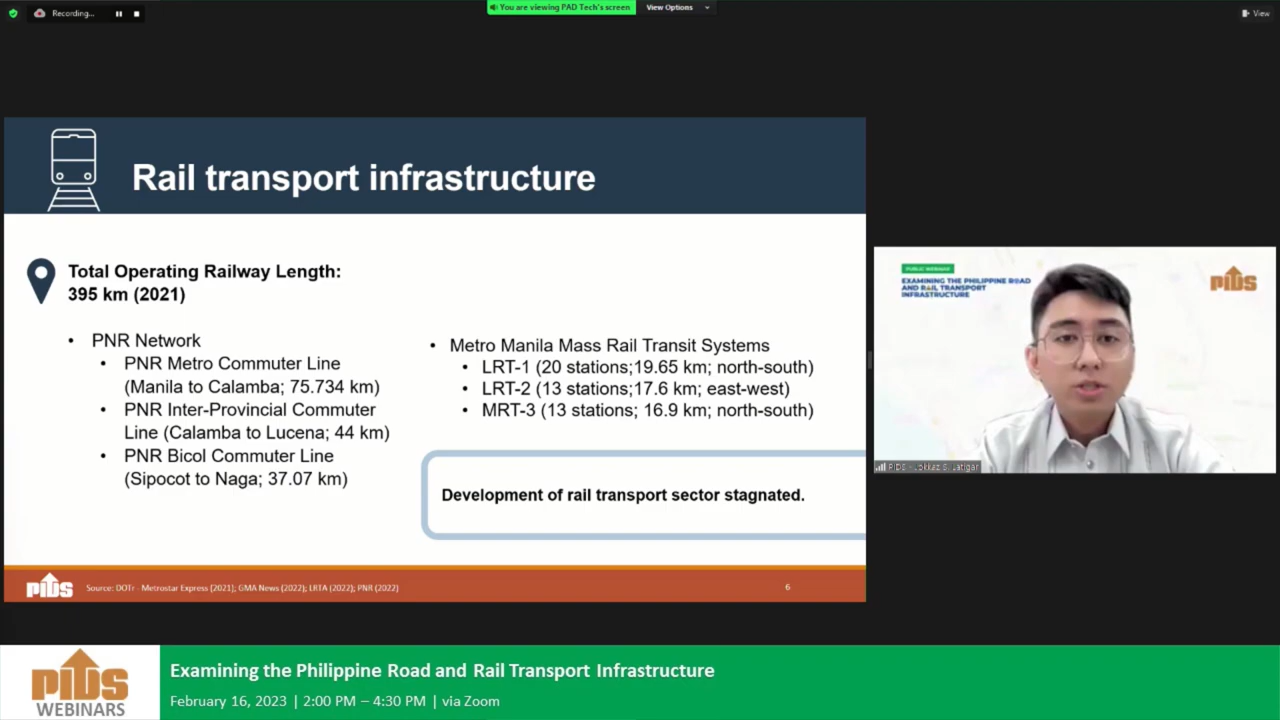 Recording...
You are viewing PAD Tech's screen
View Options
View
Rail transport infrastructure
Total Operating Railway Length:
395 km (2021)
• PNR Network
• PNR Metro Commuter Line
(Manila to Calamba; 75.734 km)
• PNR Inter-Provincial Commuter
Line (Calamba to Lucena; 44 km)
• PNR Bicol Commuter Line
(Sipocot to Naga; 37.07 km)
• Metro Manila Mass Rail Transit Systems
• LRT-1 (20 stations;19.65 km; north-south)
• LRT-2 (13 stations;17.6 km; east-west)
• MRT-3 (13 stations; 16.9 km; north-south)
Development of rail transport sector stagnated.
PIDS
Source: DOTr - Metrostar Express (2021); GMA News (2022); LRTA (2022); PNR (2022)
6
PUBLIC WEBINAR
EXAMINING THE PHILIPPINE ROAD
AND RAIL TRANSPORT
INFRASTRUCTURE
PIDS
PIDS -
PIDS
WEBINARS
Examining the Philippine Road and Rail Transport Infrastructure
February 16, 2023 | 2:00 PM – 4:30 PM | via Zoom